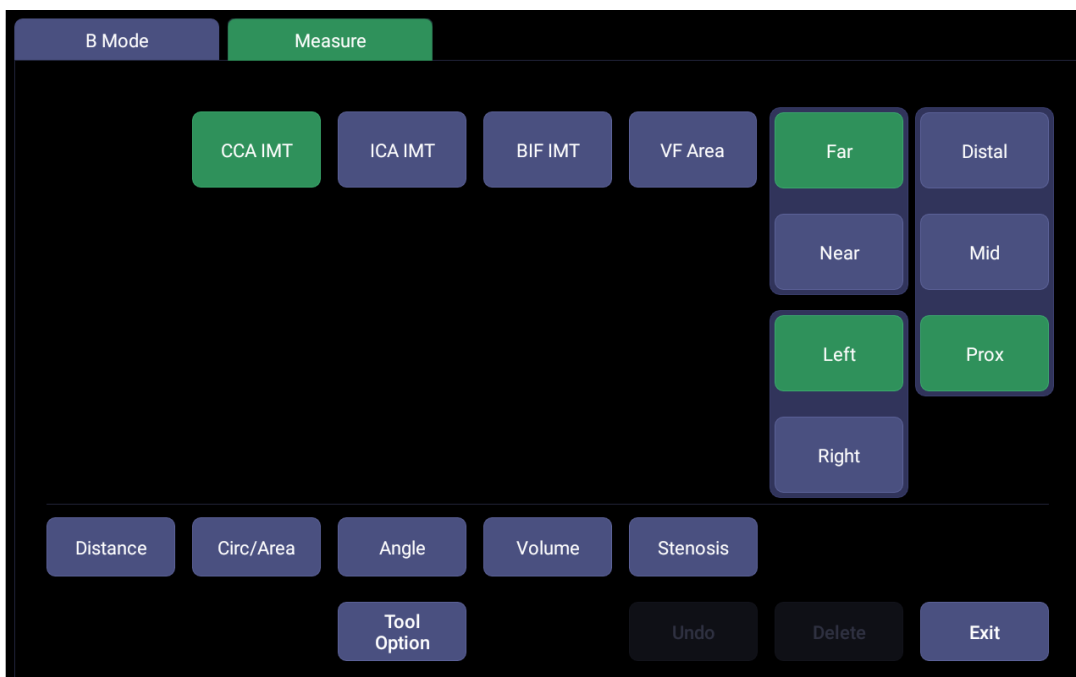 B Mode
Measure
CCA IMT
ICA IMT
BIF IMT
VF Area
Far
Distal
Near
Mid
Left
Prox
Right
Distance
Circ/Area
Angle
Volume
Stenosis
Tool
Option
Undo
Delete
Exit